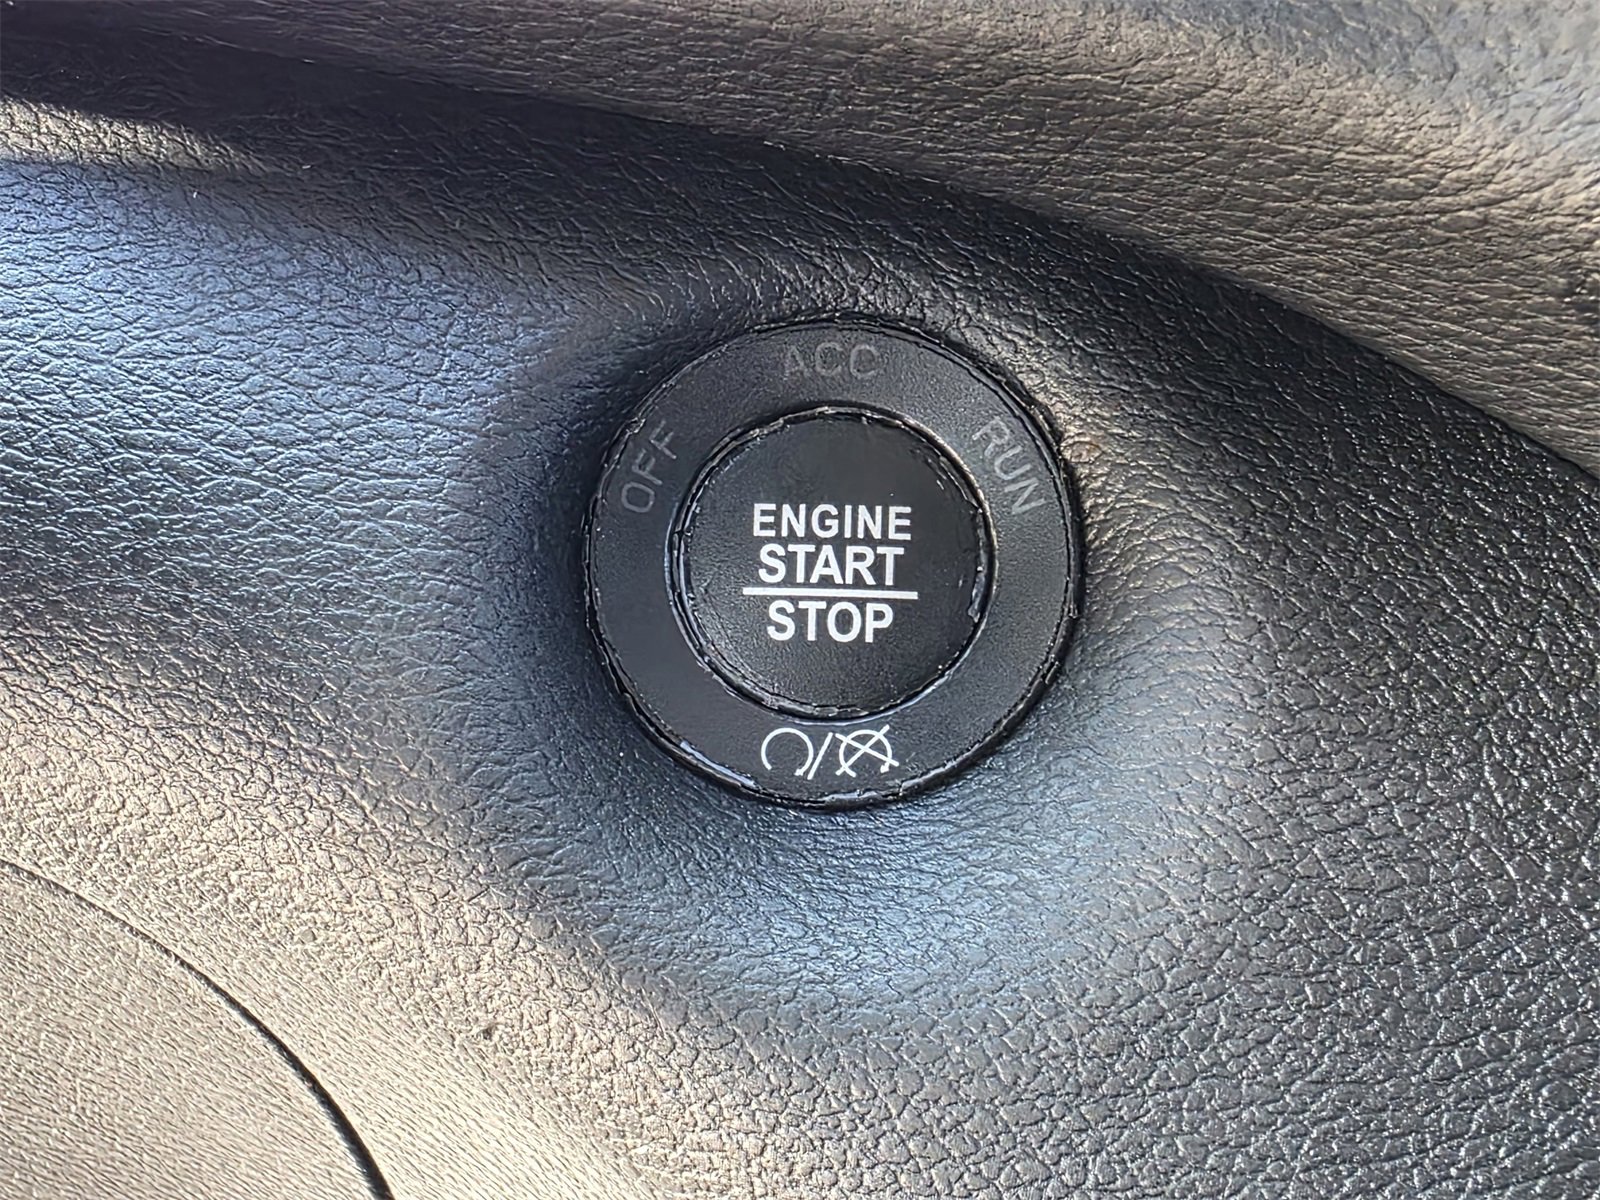 ACC
OFF
RUN
ENGINE
START
STOP